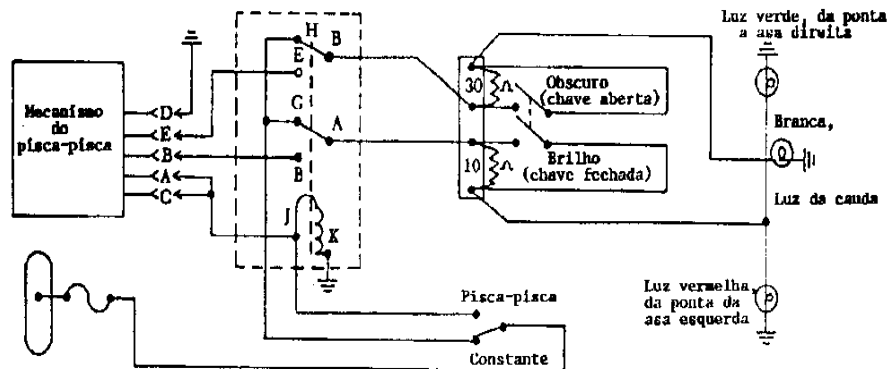 Luz verde, da ponta
a asa direita
H
B
E
30
Obscuro
(chave aberta)
Mecanismo
do
pisca-pisca
D
E
B
A
C
G
A
B
10
Brilho
(chave fechada)
Branca,
Luz da cauda
J
K
Luz vermelha,
da ponta da
asa esquerda
Pisca-pisca
Constante